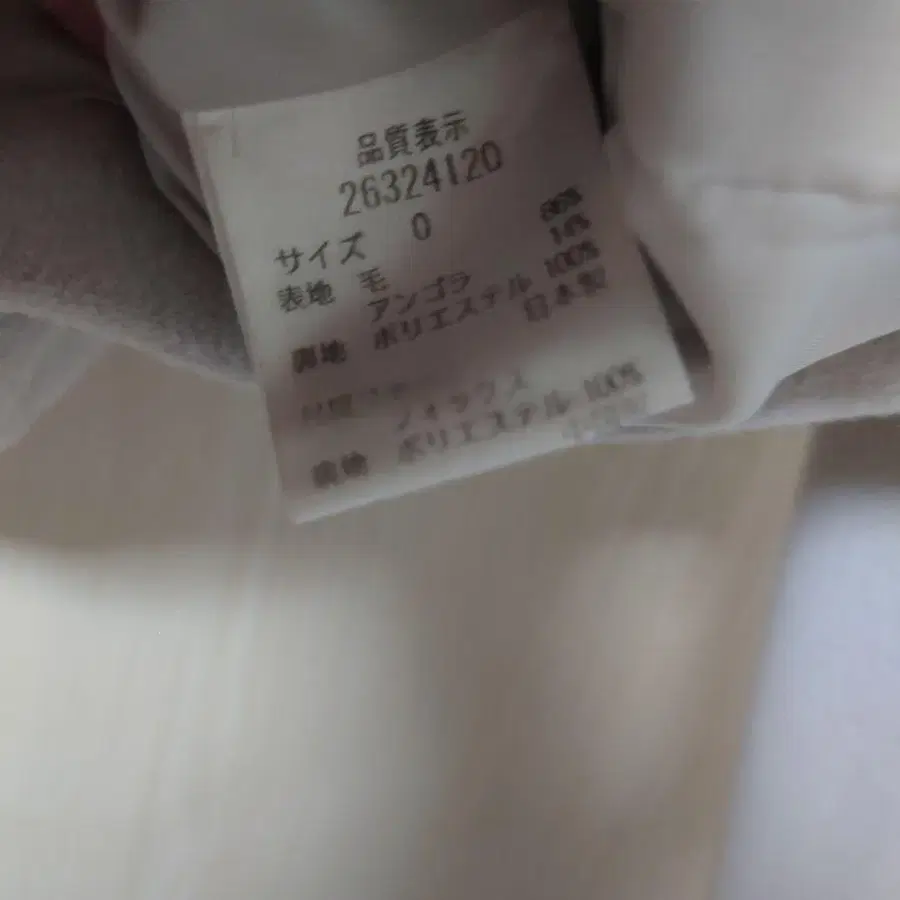 品質表示
26324120
サイズ 0
表地 毛 86%
アンゴラ 14%
裏地 ポリエステル 100%
日本製
フォックス
ポリエステル 100%